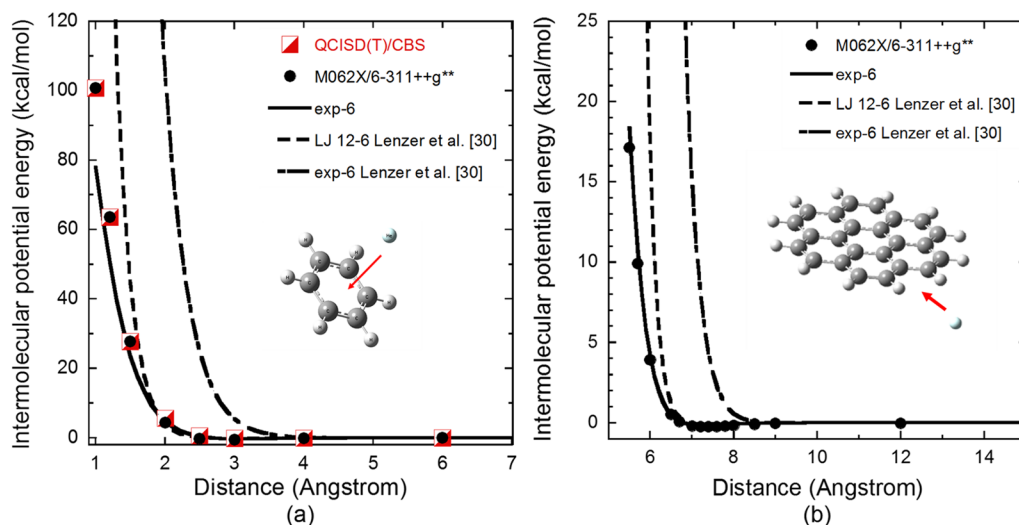 Intermolecular potential energy (kcal/mol)
120
100
80
60
40
20
0
QCISD(T)/CBS
M062X/6-311++g**
exp-6
LJ 12-6 Lenzer et al. [30]
exp-6 Lenzer et al. [30]
1 2 3 4 5 6 7
Distance (Angstrom)
(a)
Intermolecular potential energy (kcal/mol)
25
20
15
10
5
0
M062X/6-311++g**
exp-6
LJ 12-6 Lenzer et al. [30]
exp-6 Lenzer et al. [30]
6 8 10 12 14
Distance (Angstrom)
(b)